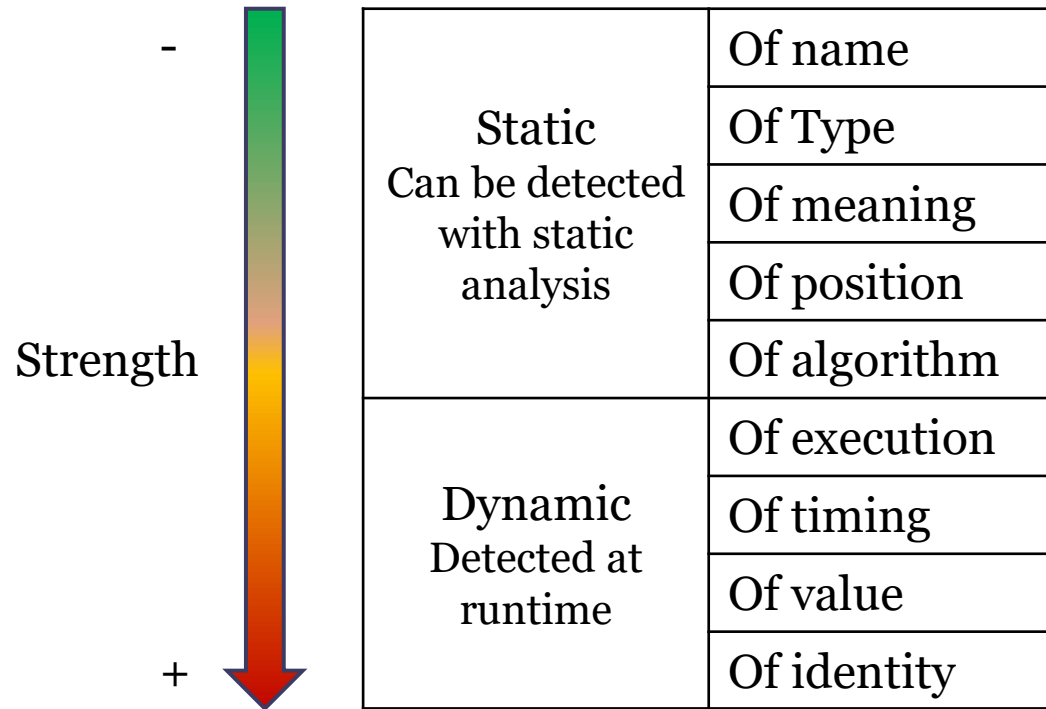 -
Strength
+
Static
Can be detected
with static
analysis
Of name
Of Type
Of meaning
Of position
Of algorithm
Dynamic
Detected at
runtime
Of execution
Of timing
Of value
Of identity